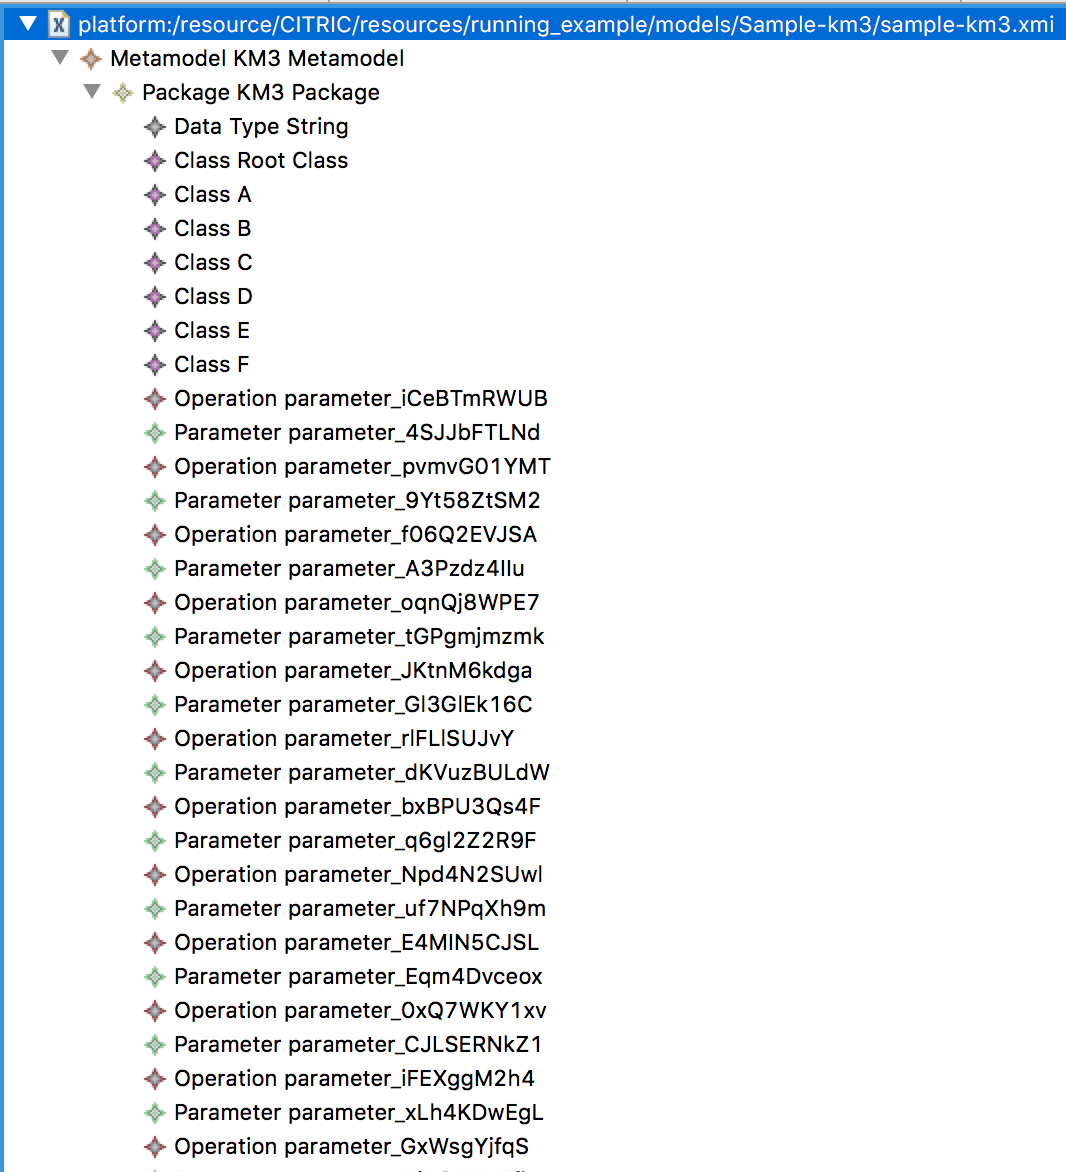 platform:/resource/CITRIC/resources/running_example/models/Sample-km3/sample-km3.xmi
Metamodel KM3 Metamodel
Package KM3 Package
Data Type String
Class Root Class
Class A
Class B
Class C
Class D
Class E
Class F
Operation parameter_iCeBTmRWUB
Parameter parameter_4SJJbFTLNd
Operation parameter_pvmvG01YMT
Parameter parameter_9Yt58ZtSM2
Operation parameter_f06Q2EVJSA
Parameter parameter_A3Pzdz4lIu
Operation parameter_oqnQj8WPE7
Parameter parameter_tGPgmjmzmk
Operation parameter_JKtnM6kdga
Parameter parameter_Gl3GlEk16C
Operation parameter_rlFLlSUJvY
Parameter parameter_dKVuzBULdW
Operation parameter_bxBPU3Qs4F
Parameter parameter_q6gl2Z2R9F
Operation parameter_Npd4N2SUwl
Parameter parameter_uf7NPqXh9m
Operation parameter_E4MIN5CJSL
Parameter parameter_Eqm4Dvceox
Operation parameter_0xQ7WKY1xv
Parameter parameter_CJLSERNkZ1
Operation parameter_iFEXggM2h4
Parameter parameter_xLh4KDwEgL
Operation parameter_GxWsgYjfqS